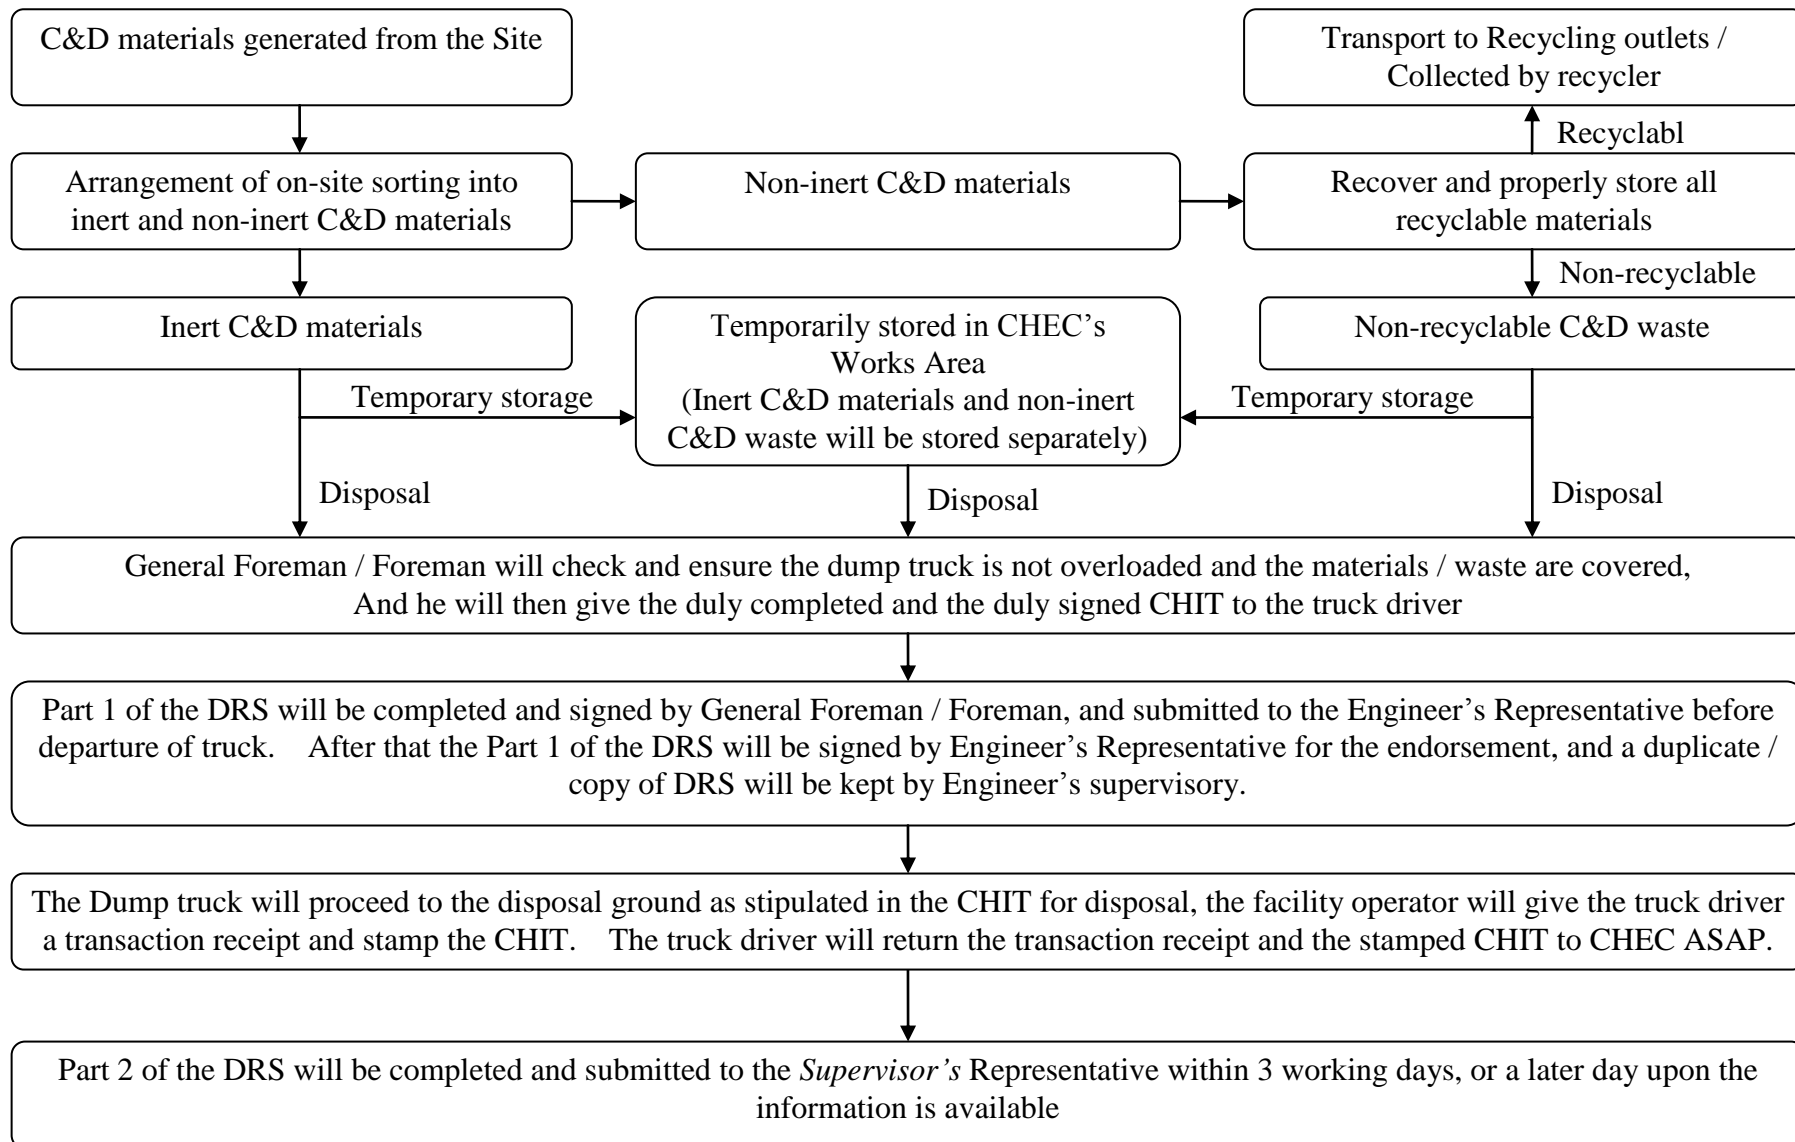 C&D materials generated from the Site
Transport to Recycling outlets /
Collected by recycler
Recyclabl
Arrangement of on-site sorting into
inert and non-inert C&D materials
Non-inert C&D materials
Recover and properly store all
recyclable materials
Non-recyclable
Inert C&D materials
Temporarily stored in CHEC’s
Works Area
(Inert C&D materials and non-inert
C&D waste will be stored separately)
Non-recyclable C&D waste
Temporary storage
Temporary storage
Disposal
Disposal
Disposal
General Foreman / Foreman will check and ensure the dump truck is not overloaded and the materials / waste are covered,
And he will then give the duly completed and the duly signed CHIT to the truck driver
Part 1 of the DRS will be completed and signed by General Foreman / Foreman, and submitted to the Engineer’s Representative before
departure of truck. After that the Part 1 of the DRS will be signed by Engineer’s Representative for the endorsement, and a duplicate /
copy of DRS will be kept by Engineer’s supervisory.
The Dump truck will proceed to the disposal ground as stipulated in the CHIT for disposal, the facility operator will give the truck driver
a transaction receipt and stamp the CHIT. The truck driver will return the transaction receipt and the stamped CHIT to CHEC ASAP.
Part 2 of the DRS will be completed and submitted to the Supervisor’s Representative within 3 working days, or a later day upon the
information is available